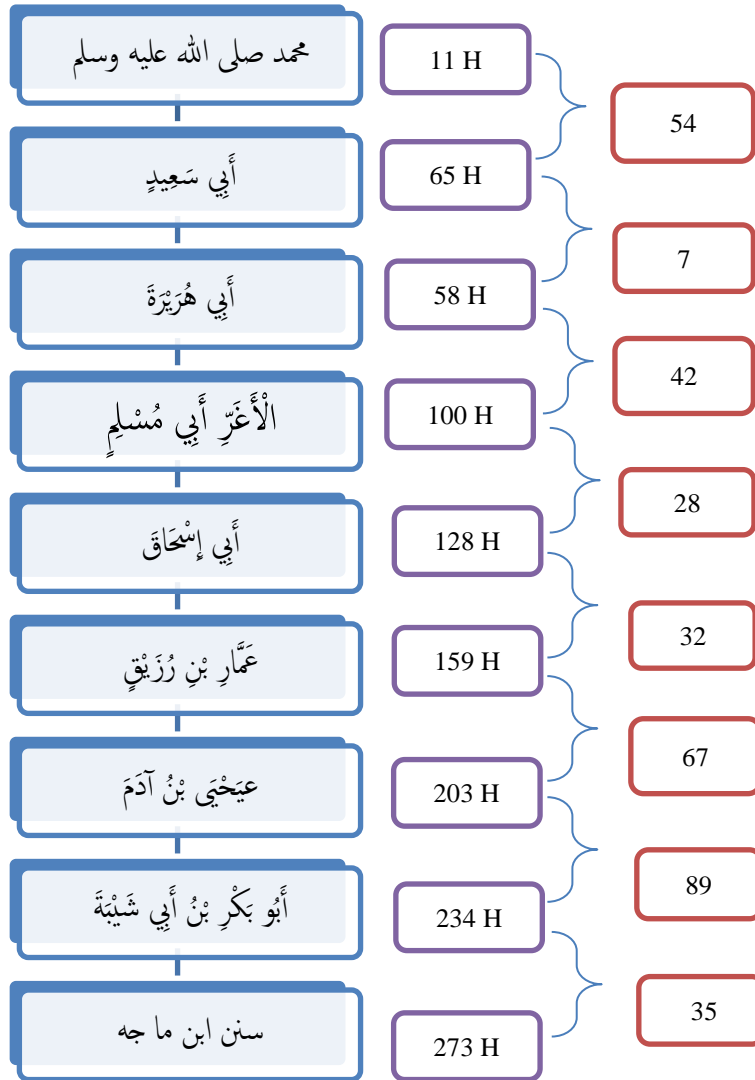 محمد صلى الله عليه وسلم
11 H
54
أَبِي سَعِيدٍ
65 H
7
أَبِي هُرَيْرَةَ
58 H
42
الْأَغَرِّ أَبِي مُسْلِمٍ
100 H
28
أَبِي إِسْحَاقَ
128 H
32
عَمَّارِ بْنِ رُزَيْقٍ
159 H
67
عيَحْيَى بْنُ آدَمَ
203 H
89
أَبُو بَكْرِ بْنُ أَبِي شَيْبَةَ
234 H
35
سنن ابن ما جه
273 H